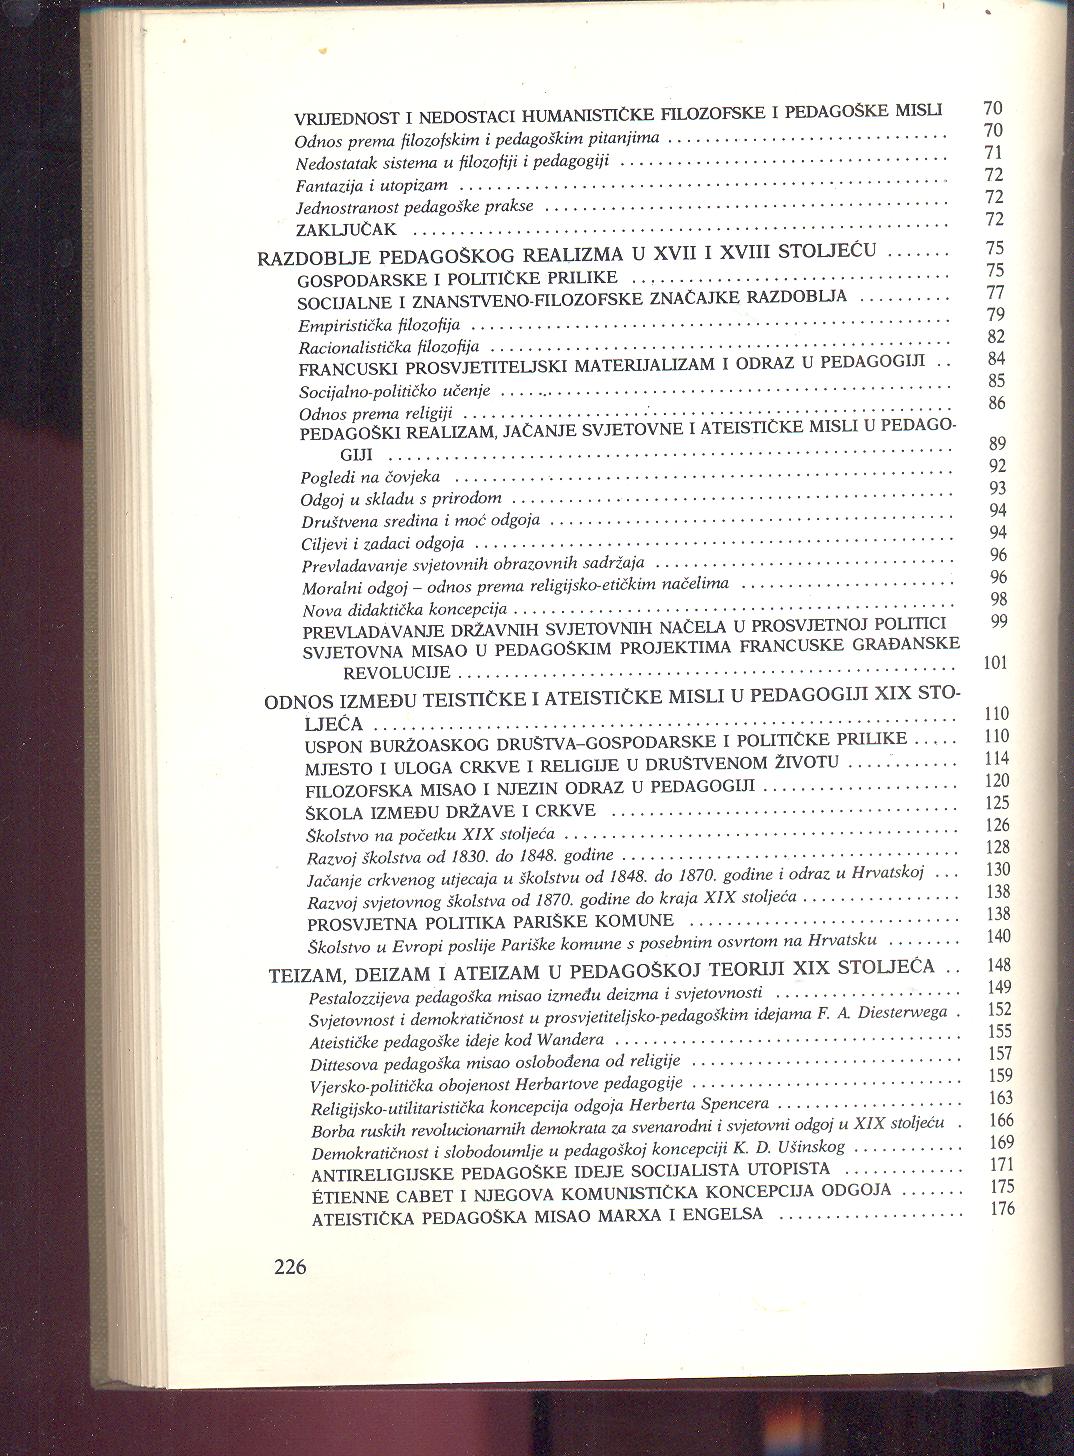 VRIJEDNOST I NEDOSTACI HUMANISTIČKE FILOZOFSKE I PEDAGOŠKE MISLI 70
Odnos prema filozofskim i pedagoškim pitanjima . . . . . . . . . . . . . . . . . . . . 70
Nedostatak sistema u filozofiji i pedagogiji . . . . . . . . . . . . . . . . . . . . 71
Fantazija i utopizam . . . . . . . . . . . . . . . . . . . . 72
Jednostranost pedagoške prakse . . . . . . . . . . . . . . . . . . . . 72
ZAKLJUČAK . . . . . . . . . . . . . . . . . . . . 72
RAZDOBLJE PEDAGOŠKOG REALIZMA U XVII I XVIII STOLJEĆU . . . . . . . 75
GOSPODARSKE I POLITIČKE PRILIKE . . . . . . . . . . . . . . . . . . . . 75
SOCIJALNE I ZNANSTVENO-FILOZOFSKE ZNAČAJKE RAZDOBLJA . . . . . . . . . . 77
Empiristička filozofija . . . . . . . . . . . . . . . . . . . . 79
Racionalistička filozofija . . . . . . . . . . . . . . . . . . . . 82
FRANCUSKI PROSVJETITELJSKI MATERIJALIZAM I ODRAZ U PEDAGOGIJI . . 84
Socijalno-političko učenje . . . . . . . . . . . . . . . . . . . . 85
Odnos prema religiji . . . . . . . . . . . . . . . . . . . . 86
PEDAGOŠKI REALIZAM, JAČANJE SVJETOVNE I ATEISTIČKE MISLI U PEDAGO-
GIJI . . . . . . . . . . . . . . . . . . . . 89
Pogledi na čovjeka . . . . . . . . . . . . . . . . . . . . 92
Odgoj u skladu s prirodom . . . . . . . . . . . . . . . . . . . . 93
Društvena sredina i moć odgoja . . . . . . . . . . . . . . . . . . . . 94
Ciljevi i zadaci odgoja . . . . . . . . . . . . . . . . . . . . 94
Prevladavanje svjetovnih obrazovnih sadržaja . . . . . . . . . . . . . . . . . . . . 96
Moralni odgoj – odnos prema religijsko-etičkim načelima . . . . . . . . . . . . . . . . . . . . 96
Nova didaktička koncepcija . . . . . . . . . . . . . . . . . . . . 98
PREVLADAVANJE DRŽAVNIH SVJETOVNIH NAČELA U PROSVJETNOJ POLITICI 99
SVJETOVNA MISAO U PEDAGOŠKIM PROJEKTIMA FRANCUSKE GRAĐANSKE
REVOLUCIJE . . . . . . . . . . . . . . . . . . . . 101
ODNOS IZMEĐU TEISTIČKE I ATEISTIČKE MISLI U PEDAGOGIJI XIX STO-
LJEĆA . . . . . . . . . . . . . . . . . . . . 110
USPON BURŽOASKOG DRUŠTVA–GOSPODARSKE I POLITIČKE PRILIKE . . . . . 110
MJESTO I ULOGA CRKVE I RELIGIJE U DRUŠTVENOM ŽIVOTU . . . . . . . . . . . . 114
FILOZOFSKA MISAO I NJEZIN ODRAZ U PEDAGOGIJI . . . . . . . . . . . . . . . . . . . . 120
ŠKOLA IZMEĐU DRŽAVE I CRKVE . . . . . . . . . . . . . . . . . . . . 125
Školstvo na početku XIX stoljeća . . . . . . . . . . . . . . . . . . . . 126
Razvoj školstva od 1830. do 1848. godine . . . . . . . . . . . . . . . . . . . . 128
Jačanje crkvenog utjecaja u školstvu od 1848. do 1870. godine i odraz u Hrvatskoj . . . 130
Razvoj svjetovnog školstva od 1870. godine do kraja XIX stoljeća . . . . . . . . . . . . . . . . . 138
PROSVJETNA POLITIKA PARIŠKE KOMUNE . . . . . . . . . . . . . . . . . . . . 138
Školstvo u Evropi poslije Pariške komune s posebnim osvrtom na Hrvatsku . . . . . . . . 140
TEIZAM, DEIZAM I ATEIZAM U PEDAGOŠKOJ TEORIJI XIX STOLJEĆA . . 148
Pestalozzijeva pedagoška misao između deizma i svjetovnosti . . . . . . . . . . . . . . . . . . . . 149
Svjetovnost i demokratičnost u prosvjetiteljsko-pedagoškim idejama F. A. Diesterwega . 152
Ateističke pedagoške ideje kod Wandera . . . . . . . . . . . . . . . . . . . . 155
Dittesova pedagoška misao oslobođena od religije . . . . . . . . . . . . . . . . . . . . 157
Vjersko-politička obojenost Herbartove pedagogije . . . . . . . . . . . . . . . . . . . . 159
Religijsko-utilitaristička koncepcija odgoja Herberta Spencera . . . . . . . . . . . . . . . . . . . . 163
Borba ruskih revolucionarnih demokrata za svenarodni i svjetovni odgoj u XIX stoljeću . 166
Demokratičnost i slobodoumlje u pedagoškoj koncepciji K. D. Ušinskog . . . . . . . . . . . . 169
ANTIRELIGIJSKE PEDAGOŠKE IDEJE SOCIJALISTA UTOPISTA . . . . . . . . . . . . . 171
ÉTIENNE CABET I NJEGOVA KOMUNISTIČKA KONCEPCIJA ODGOJA . . . . . . . 175
ATEISTIČKA PEDAGOŠKA MISAO MARXA I ENGELSA . . . . . . . . . . . . . . . . . . . . 176
226